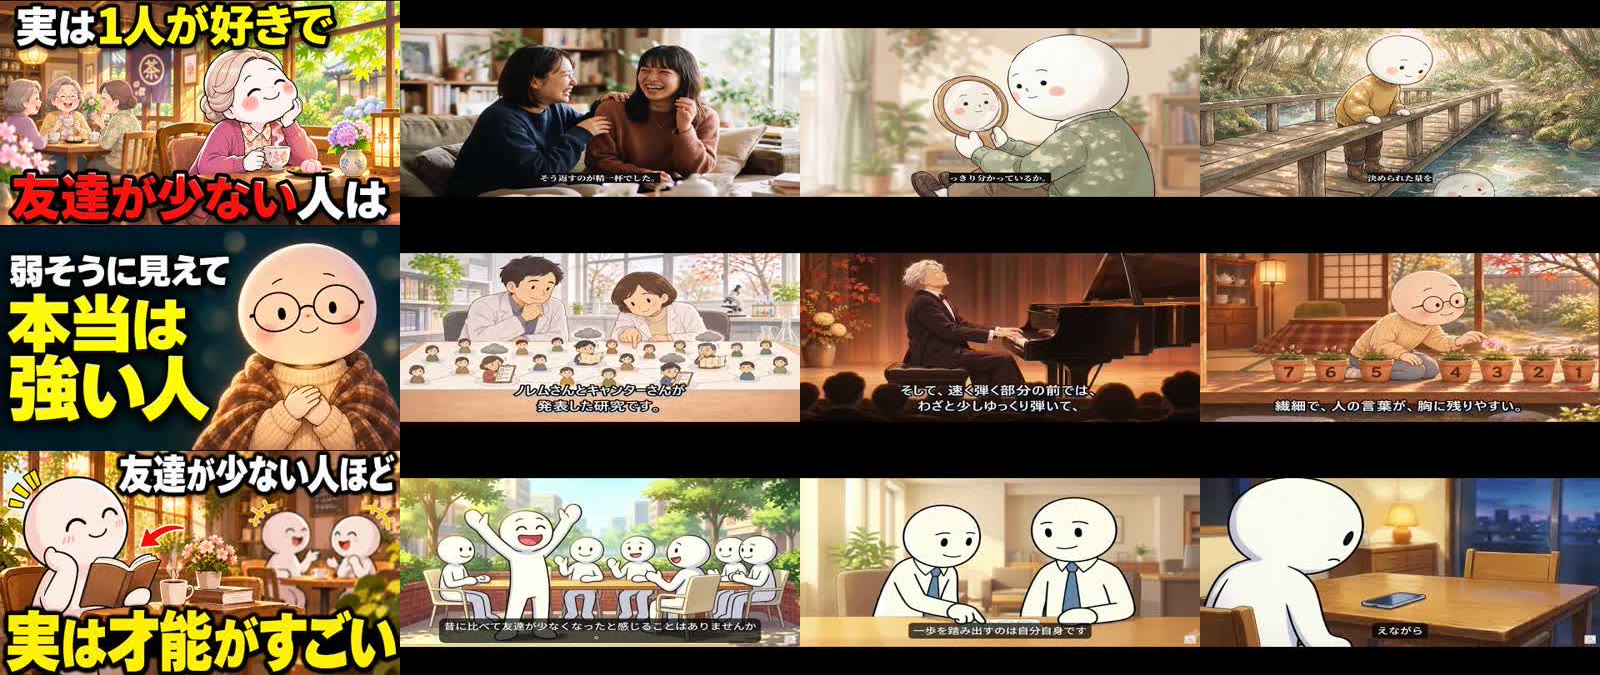 実は1人が好きで
茶
友達が少ない人は
そう返すのが精一杯でした。
っきり分かっているか。
決められた量を
弱そうに見えて
本当は
強い人
ノレムさんとキャンターさんが
発表した研究です。
そして、速く弾く部分の前では、
わざと少しゆっくり弾いて、
7 6 5 4 3 2 1
繊細で、人の言葉が、胸に残りやすい。
友達が少ない人ほど
実は才能がすごい
昔に比べて友達が少なくなったと感じることはありませんか
。
一歩を踏み出すのは自分自身です
えながら